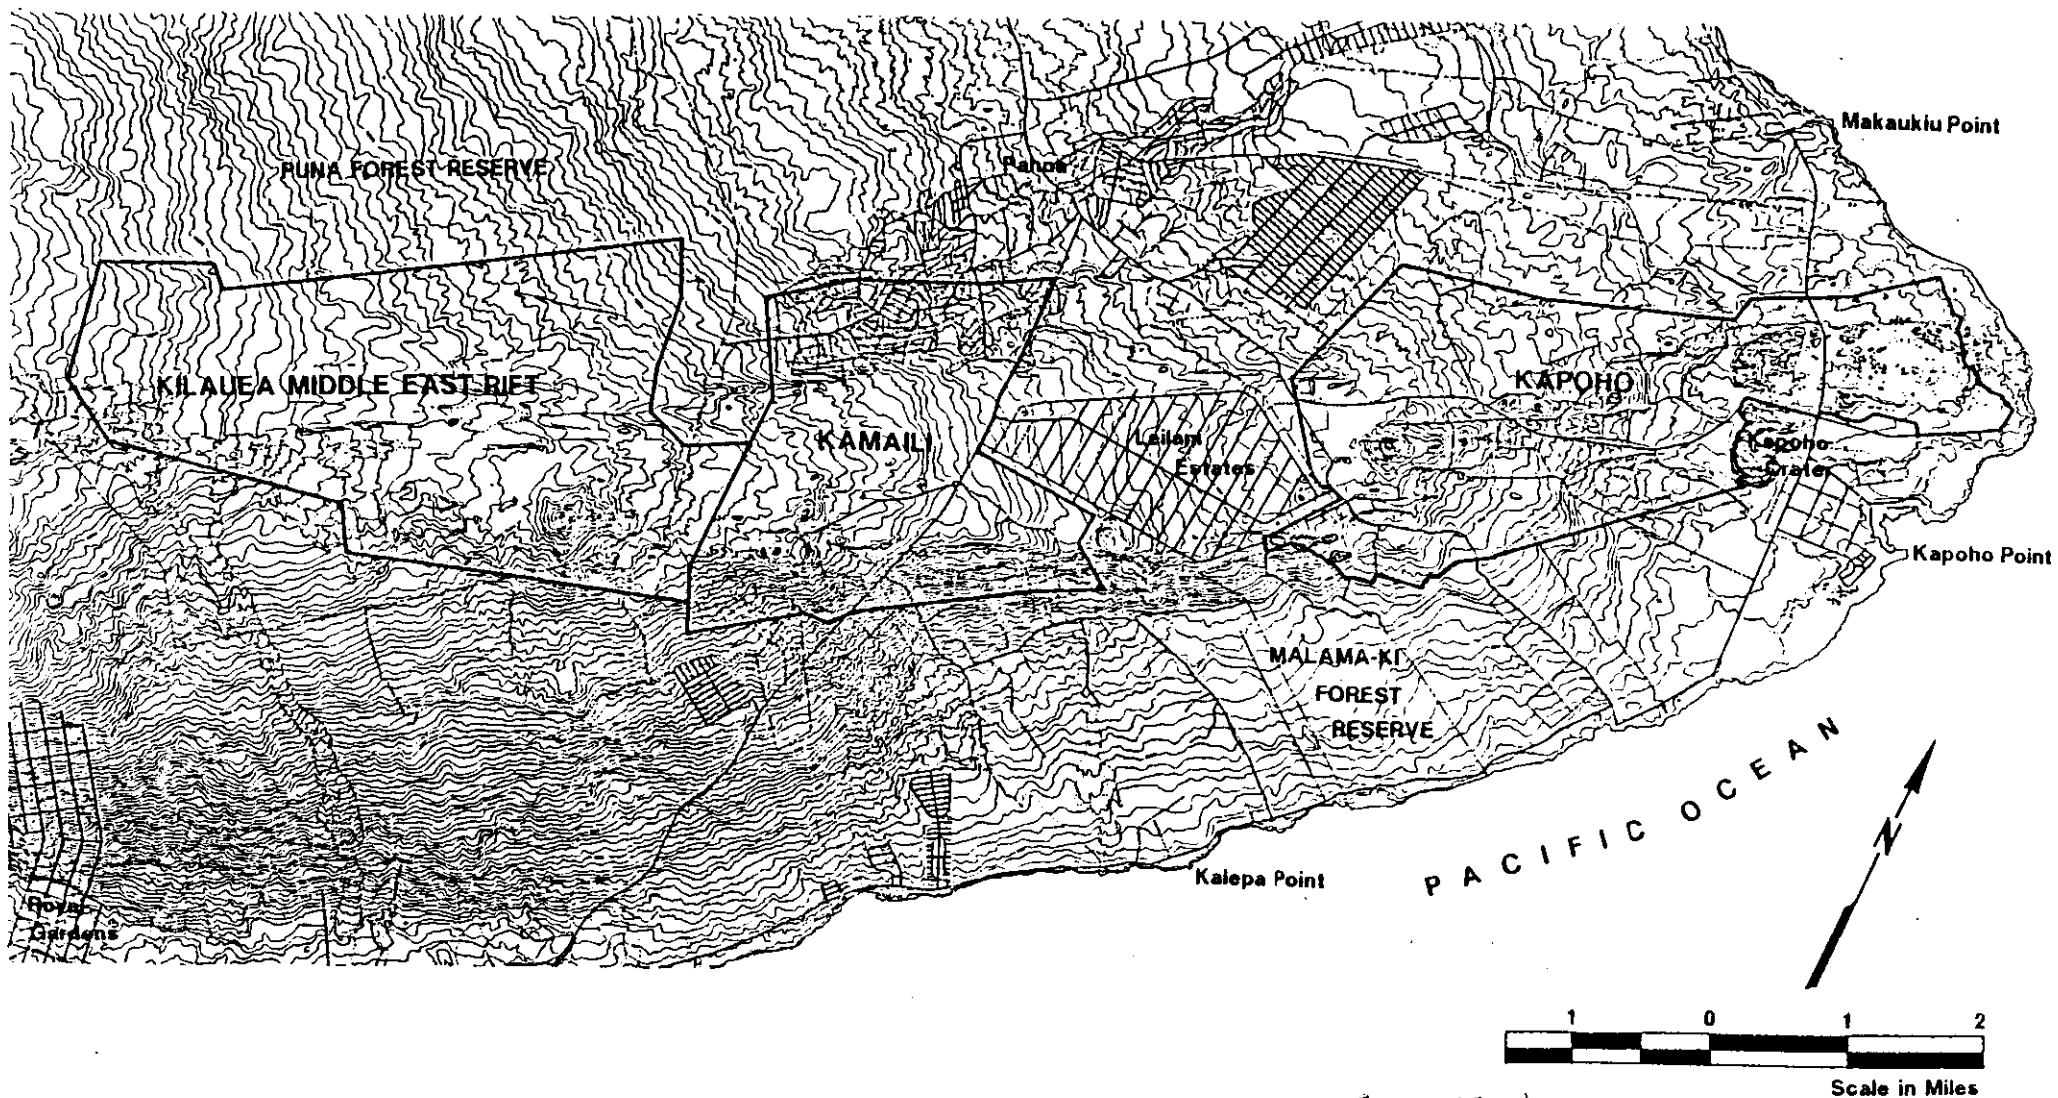 Makaukiu Point
PUNA FOREST RESERVE
Pahoa
KILAUEA MIDDLE EAST RIFT
KAPOHO
KAMAILI
Leilani
Estates
Kapoho
Crater
Kapoho Point
MALAMA-KI
FOREST
RESERVE
PACIFIC OCEAN
Kalepa Point
Royal
Gardens
N
1 0 1 2
Scale in Miles